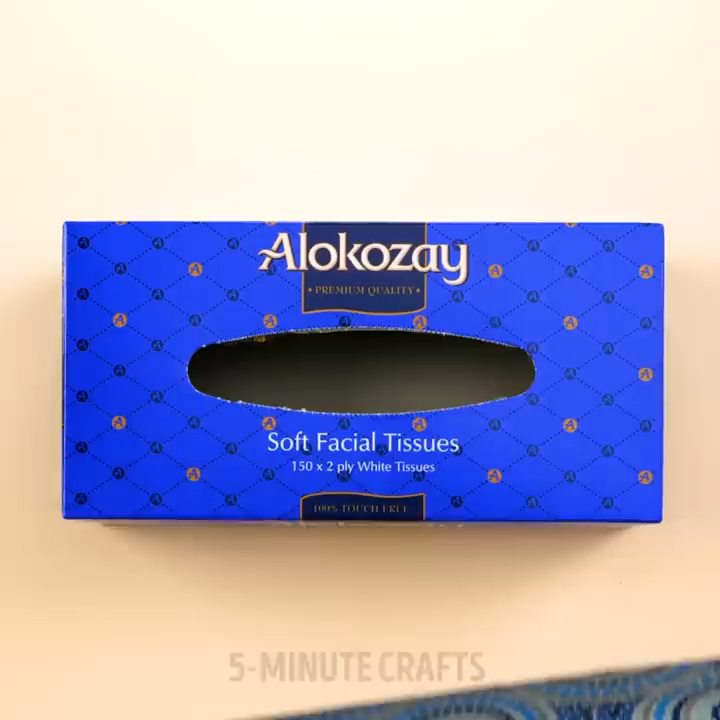 Alokozay
• PREMIUM QUALITY •
Soft Facial Tissues
150 x 2 ply White Tissues
100% TOUCH FREE
5-MINUTE CRAFTS